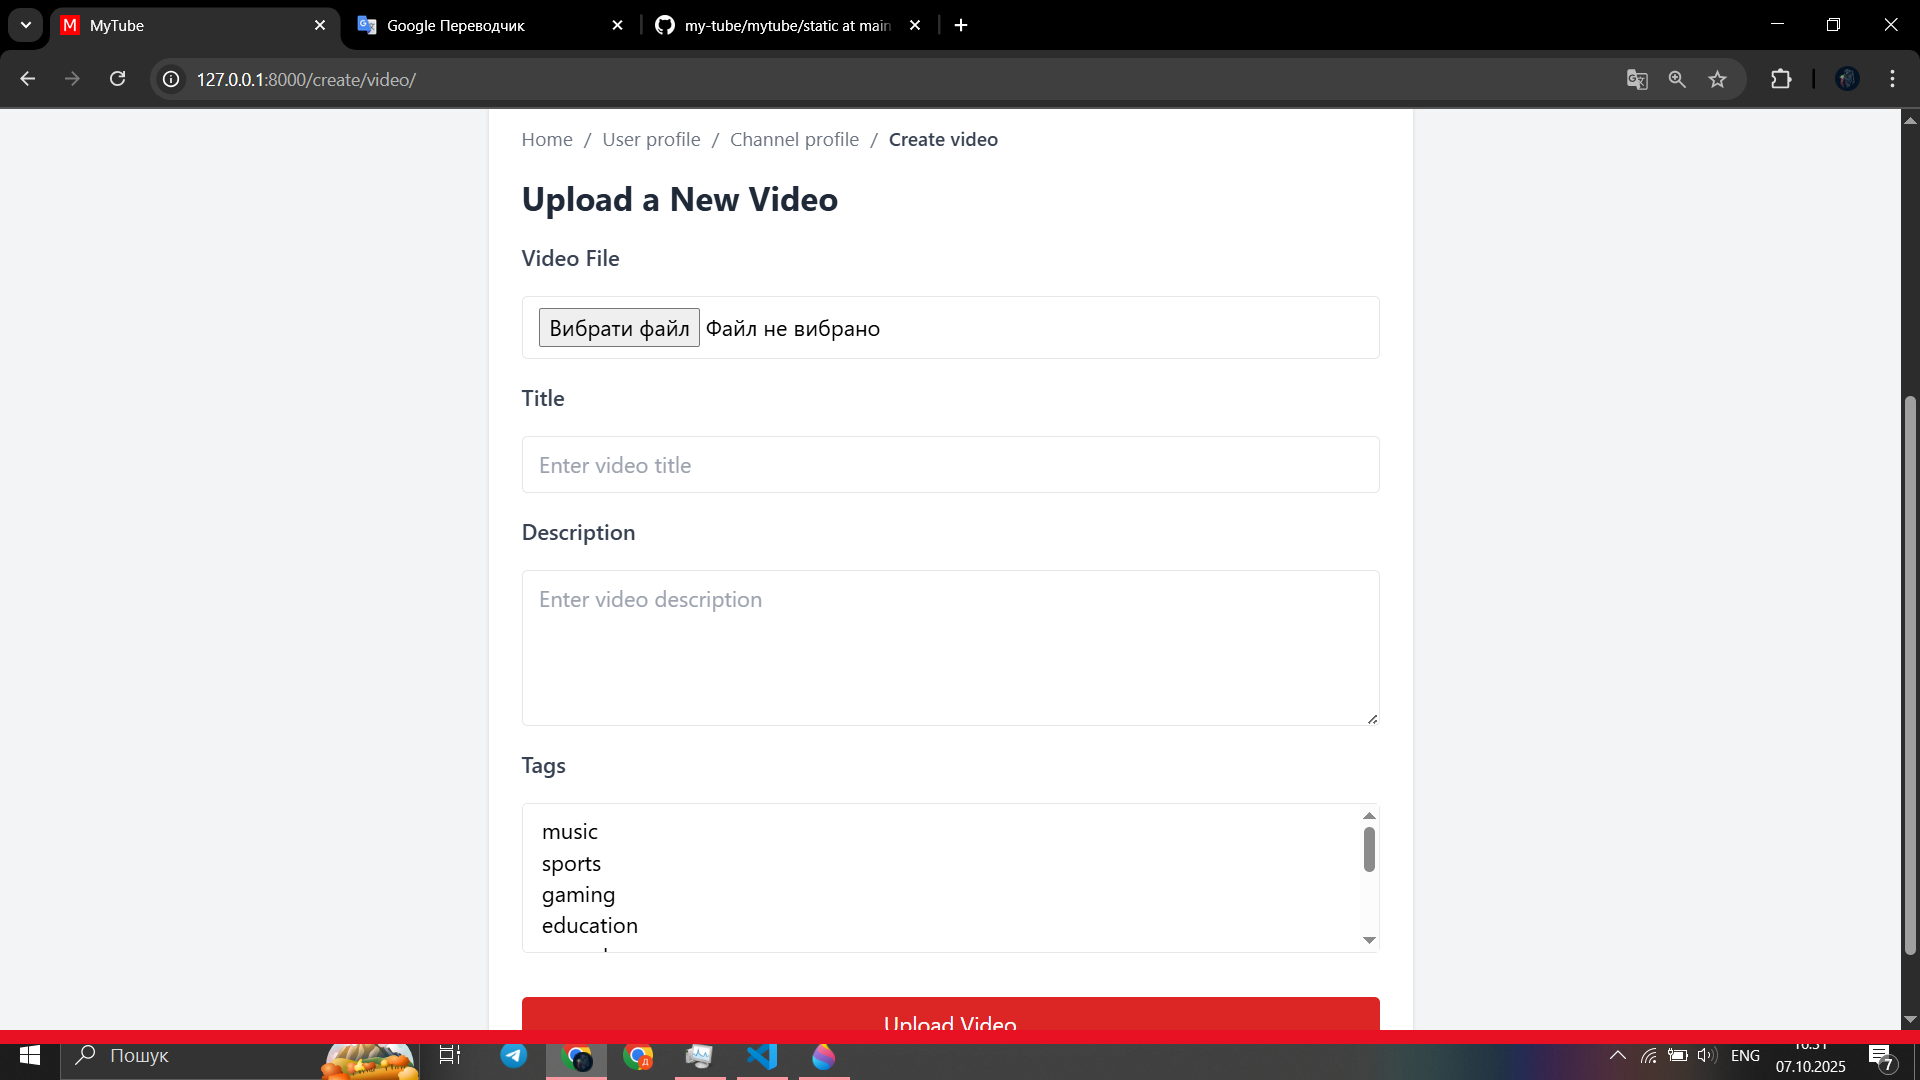 M MyTube
Google Переводчик
my-tube/mytube/static at main
127.0.0.1:8000/create/video/
Home / User profile / Channel profile / Create video
Upload a New Video
Video File
Вибрати файл Файл не вибрано
Title
Enter video title
Description
Enter video description
Tags
music
sports
gaming
education
Upload Video
Пошук
ENG
07.10.2025
7